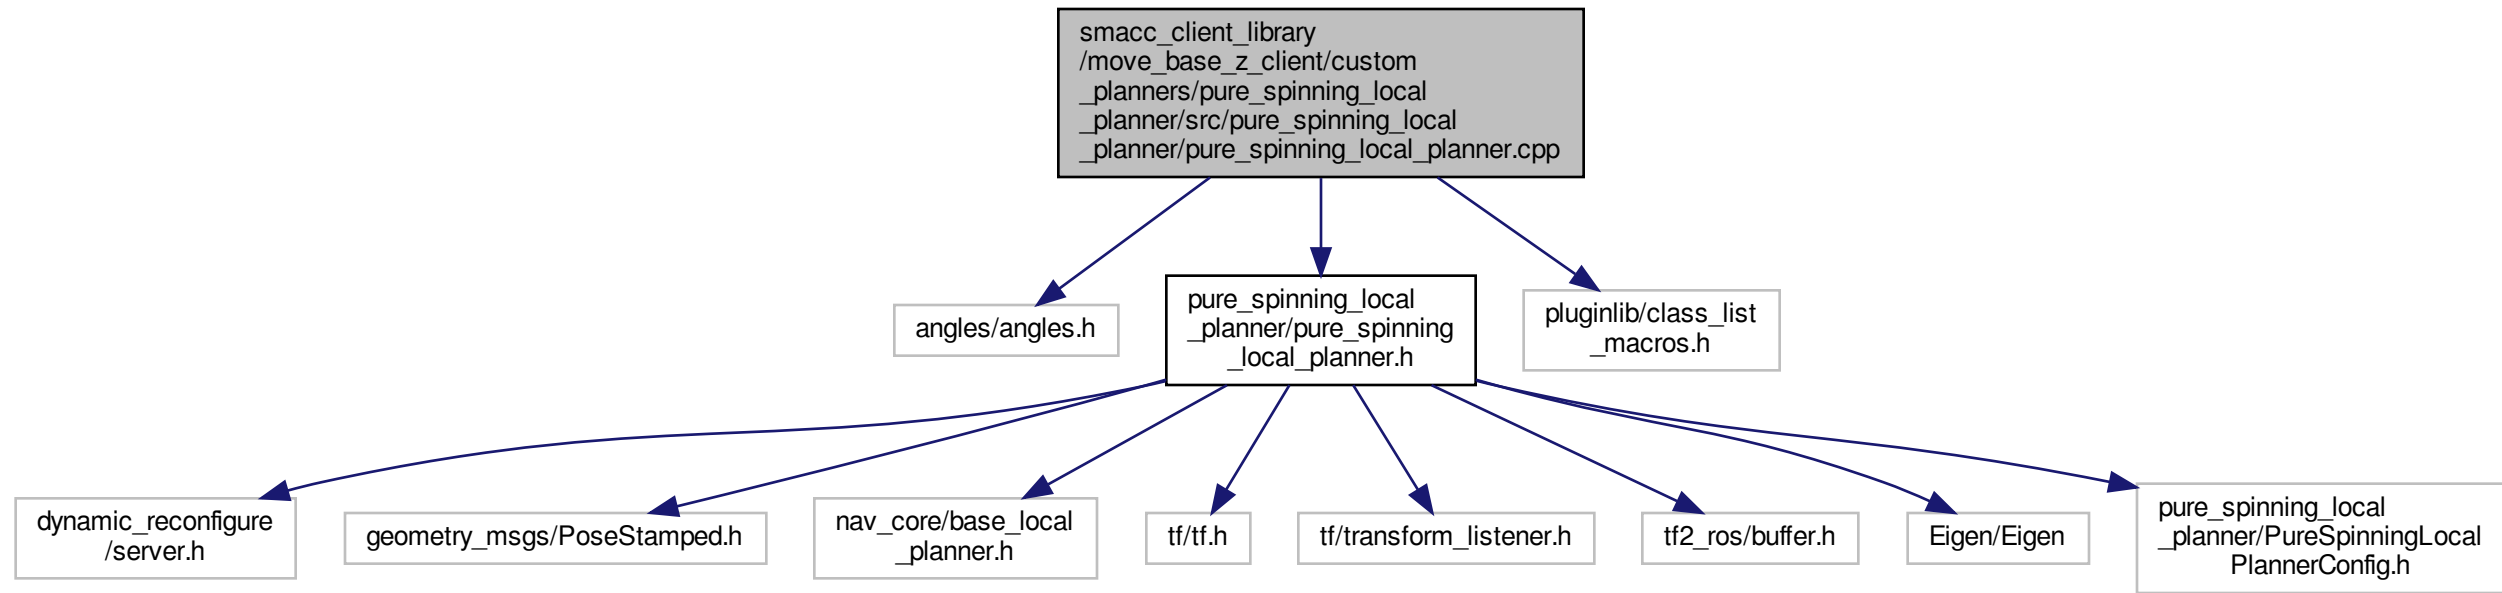 smacc_client_library
/move_base_z_client/custom
_planners/pure_spinning_local
_planner/src/pure_spinning_local
_planner/pure_spinning_local_planner.cpp
angles/angles.h
pure_spinning_local
_planner/pure_spinning
_local_planner.h
pluginlib/class_list
_macros.h
dynamic_reconfigure
/server.h
geometry_msgs/PoseStamped.h
nav_core/base_local
_planner.h
tf/tf.h
tf/transform_listener.h
tf2_ros/buffer.h
Eigen/Eigen
pure_spinning_local
_planner/PureSpinningLocal
PlannerConfig.h